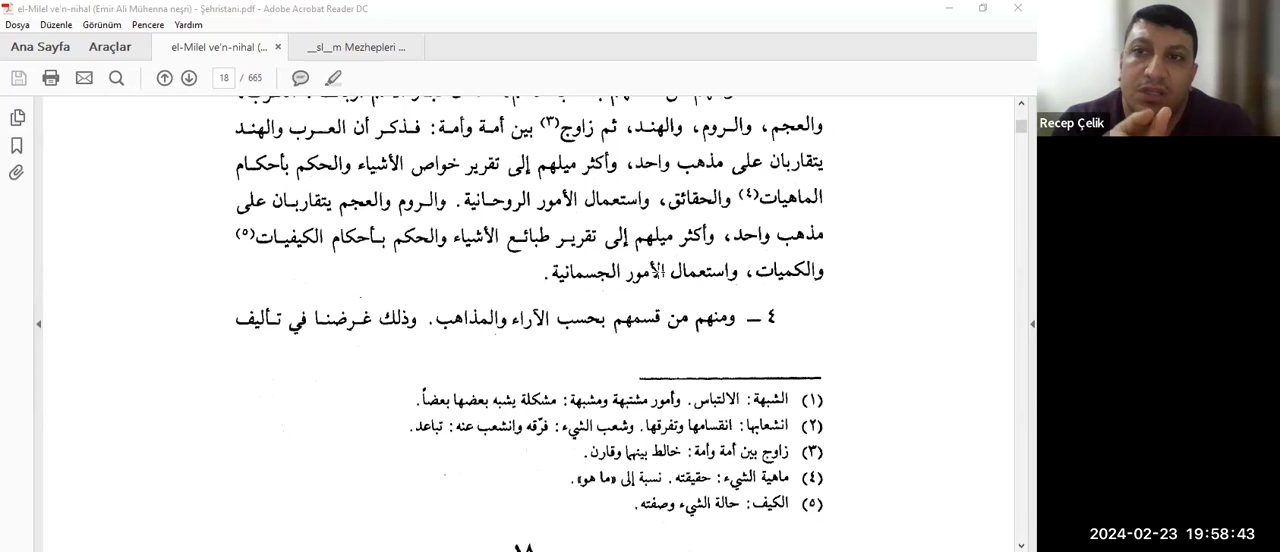 el-Milel ve'n-nihal (Emir Ali Mühenna neşri) - Şehristani.pdf - Adobe Acrobat Reader DC
Dosya Düzenle Görünüm Pencere Yardım
Ana Sayfa Araçlar el-Milel ve'n-nihal (... × __sl__m Mezhepleri ...
18 / 665
والعجم، والروم، والهند، ثم زاوج(٣) بين أمة وأمة: فذكر أن العرب والهند
يتقاربان على مذهب واحد، وأكثر ميلهم إلى تقرير خواص الأشياء والحكم بأحكام
الماهيات(٤) والحقائق، واستعمال الأمور الروحانية. والروم والعجم يتقاربان على
مذهب واحد، وأكثر ميلهم إلى تقرير طبائع الأشياء والحكم بأحكام الكيفيات(٥)
والكميات، واستعمال الأمور الجسمانية.
٤ ــ ومنهم من قسمهم بحسب الآراء والمذاهب. وذلك غرضنا في تأليف
(١) الشبهة: الالتباس. وأمور مشتبهة ومشبهة: مشكلة يشبه بعضها بعضاً.
(٢) انشعابها: انقسامها وتفرقها. وشعب الشيء: فرّقه وانشعب عنه: تباعد.
(٣) زاوج بين أمة وأمة: خالط بينهما وقارن.
(٤) ماهية الشيء: حقيقته. نسبة إلى «ما هو».
(٥) الكيف: حالة الشيء وصفته.
Recep Çelik
2024-02-23 19:58:43